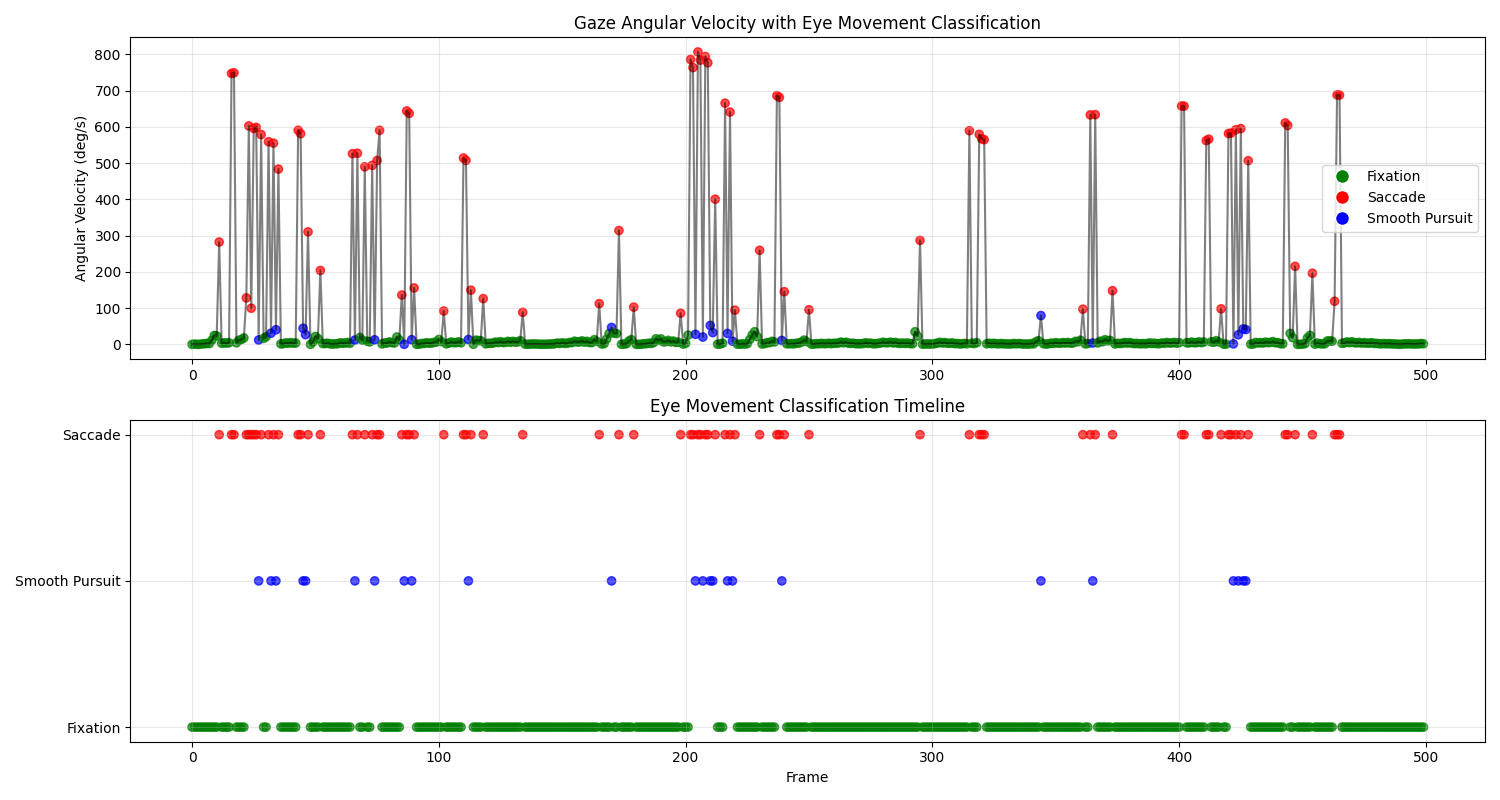 Gaze Angular Velocity with Eye Movement Classification
Angular Velocity (deg/s)
800
700
600
500
400
300
200
100
0
Fixation
Saccade
Smooth Pursuit
0 100 200 300 400 500
Eye Movement Classification Timeline
Saccade
Smooth Pursuit
Fixation
0 100 200 300 400 500
Frame